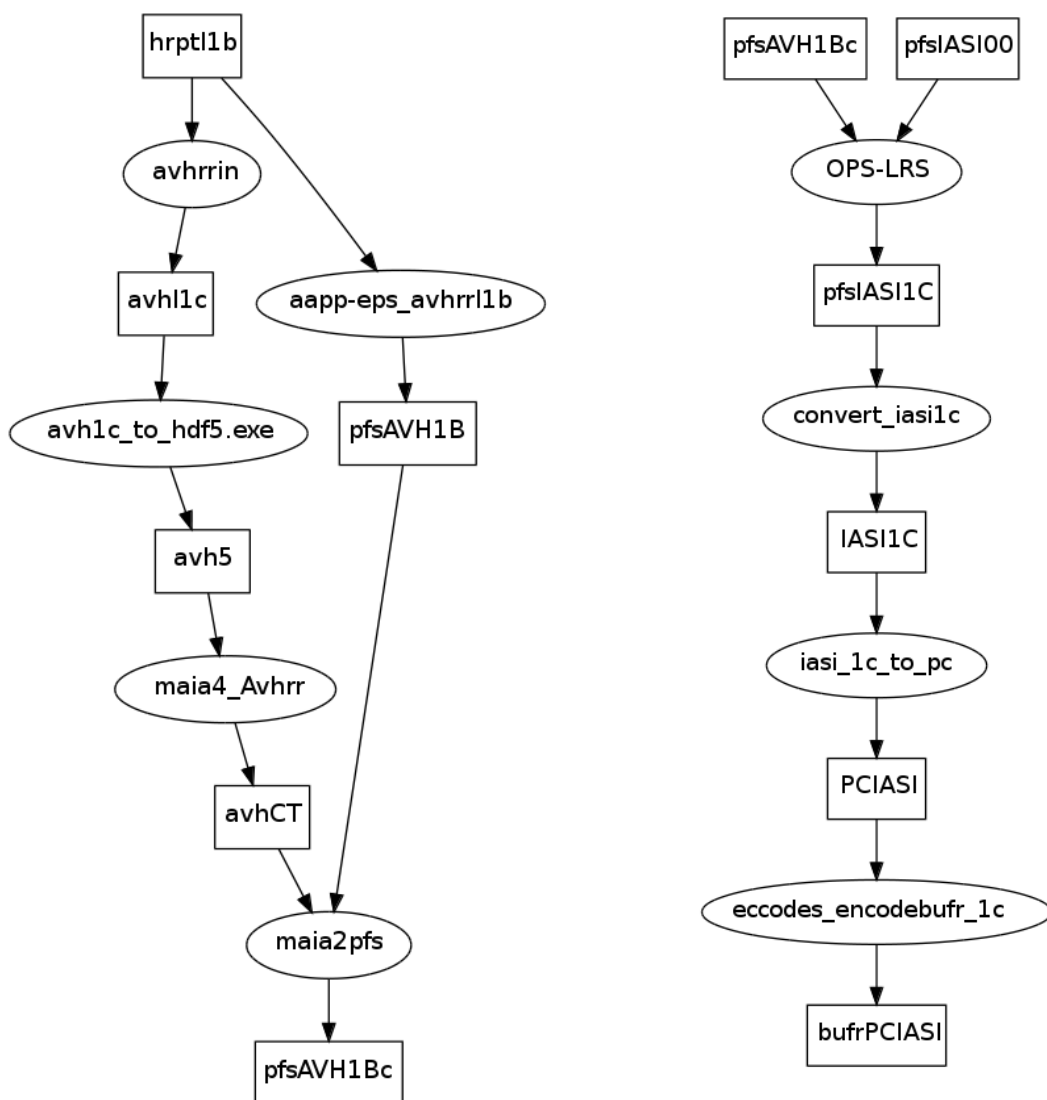 hrptl1b
avhrrin
avhl1c
aapp-eps_avhrrl1b
avh1c_to_hdf5.exe
pfsAVH1B
avh5
maia4_Avhrr
avhCT
maia2pfs
pfsAVH1Bc
pfsAVH1Bc
pfsIASI00
OPS-LRS
pfsIASI1C
convert_iasi1c
IASI1C
iasi_1c_to_pc
PCIASI
eccodes_encodebufr_1c
bufrPCIASI